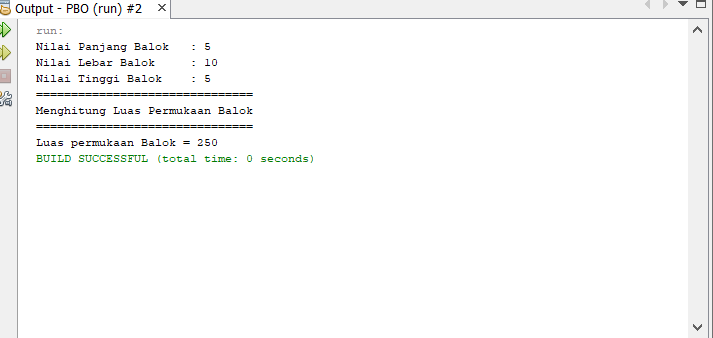 Output - PBO (run) #2
run:
Nilai Panjang Balok   : 5
Nilai Lebar Balok     : 10
Nilai Tinggi Balok    : 5
===============================
Menghitung Luas Permukaan Balok
===============================
Luas permukaan Balok = 250
BUILD SUCCESSFUL (total time: 0 seconds)